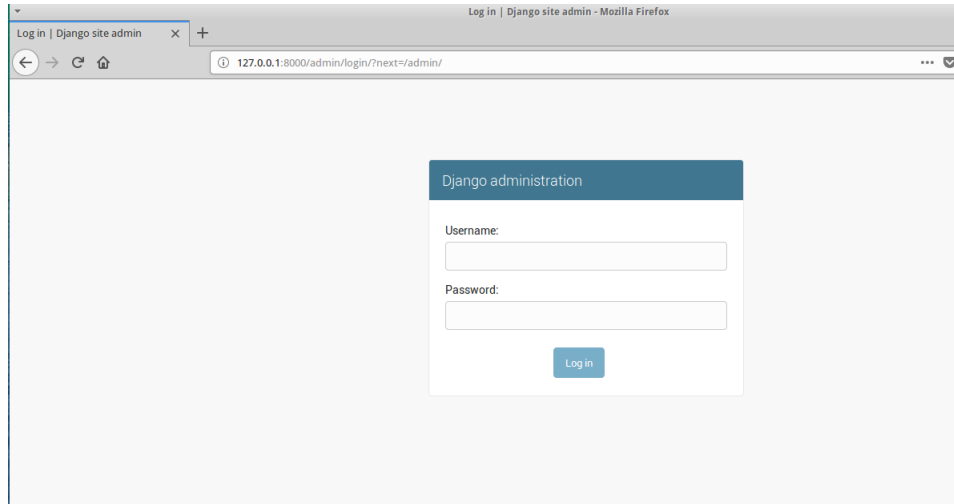 Log in | Django site admin - Mozilla Firefox
Log in | Django site admin
127.0.0.1:8000/admin/login/?next=/admin/
Django administration
Username:
Password:
Log in